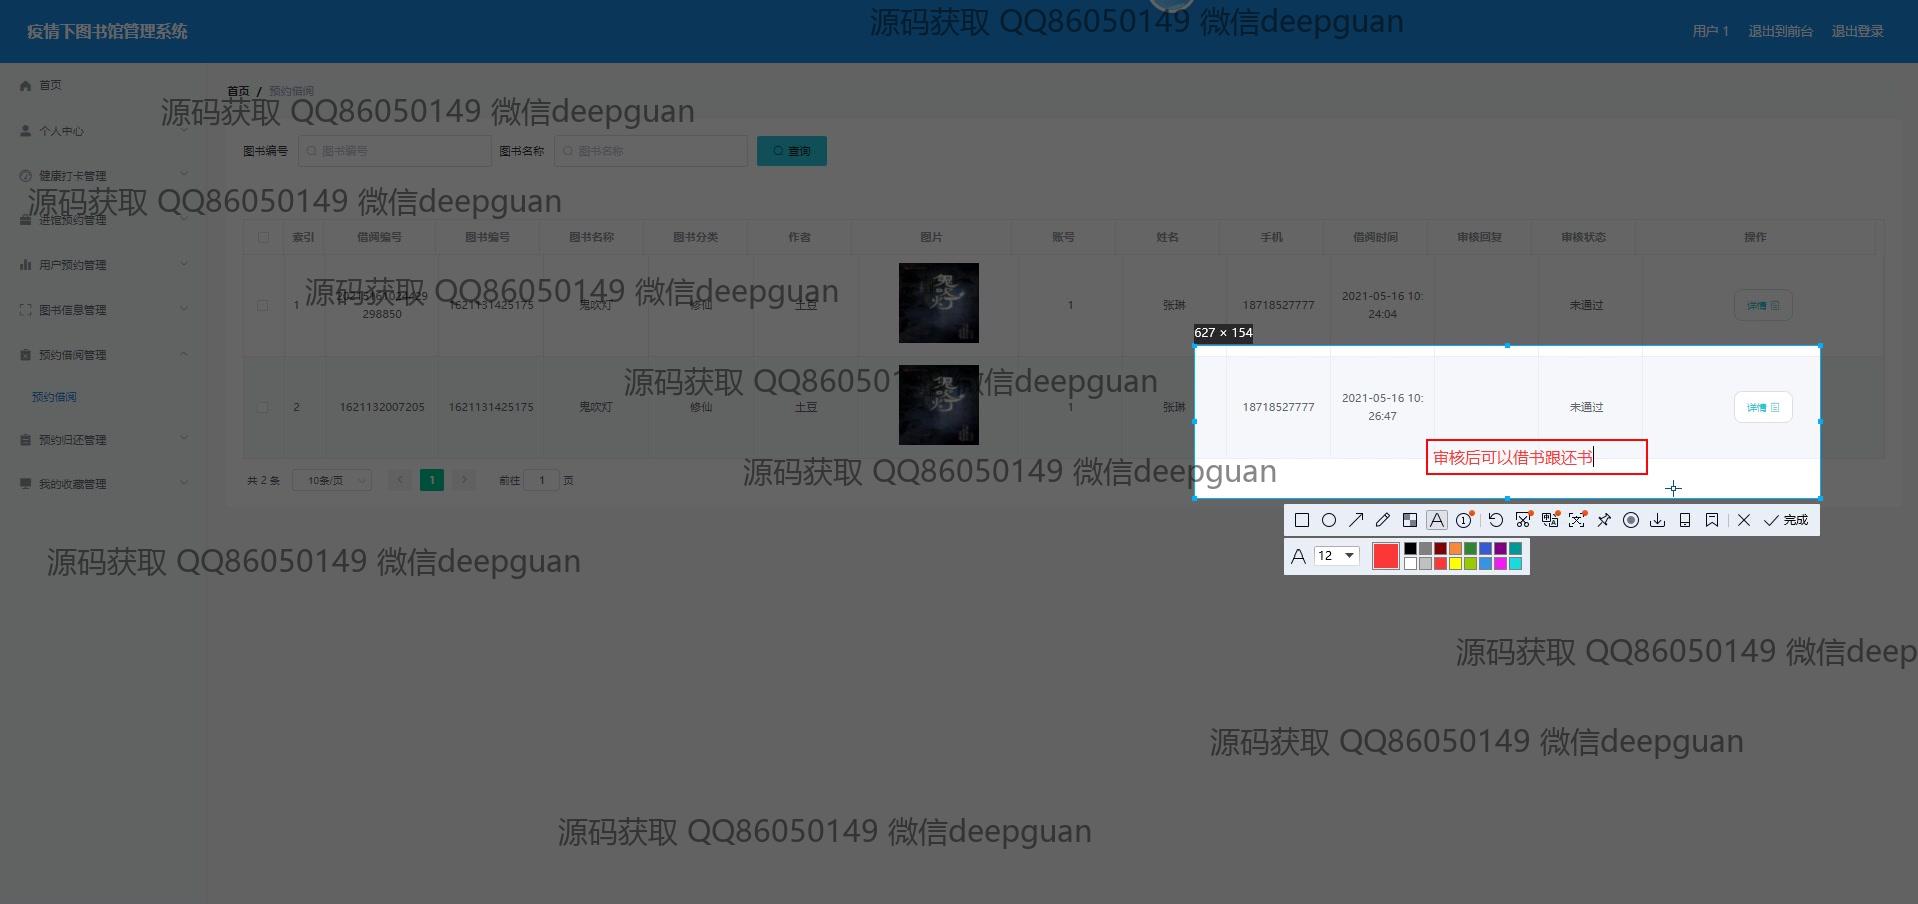 疫情下图书馆管理系统
源码获取 QQ86050149 微信deepguan
用户 1 退出到前台 退出登录
首页
首页 / 预约借阅
源码获取 QQ86050149 微信deepguan
个人中心
图书编号 图书编号 图书名称 图书名称 查询
健康打卡管理
源码获取 QQ86050149 微信deepguan
进馆预约管理
索引 借阅编号 图书编号 图书名称 图书分类 作者 图片 账号 姓名 手机 借阅时间 审核回复 审核状态 操作
用户预约管理
源码获取 QQ86050149 微信deepguan
1 298850 1621131425175 鬼吹灯 修仙 土豆 鬼吹灯 1 张琳 18718527777 2021-05-16 10:
24:04 未通过 详情
图书信息管理
627 × 154
预约借阅管理
源码获取 QQ86050149 微信deepguan
预约借阅
2 1621132007205 1621131425175 鬼吹灯 修仙 土豆 鬼吹灯 1 张琳 18718527777 2021-05-16 10:
26:47 未通过 详情
预约归还管理
审核后可以借书跟还书
源码获取 QQ86050149 微信deepguan
我的收藏管理
共 2 条 10条/页 1 前往 1 页
A 1 完成
A 12
源码获取 QQ86050149 微信deepguan
源码获取 QQ86050149 微信deep
源码获取 QQ86050149 微信deepguan
源码获取 QQ86050149 微信deepguan